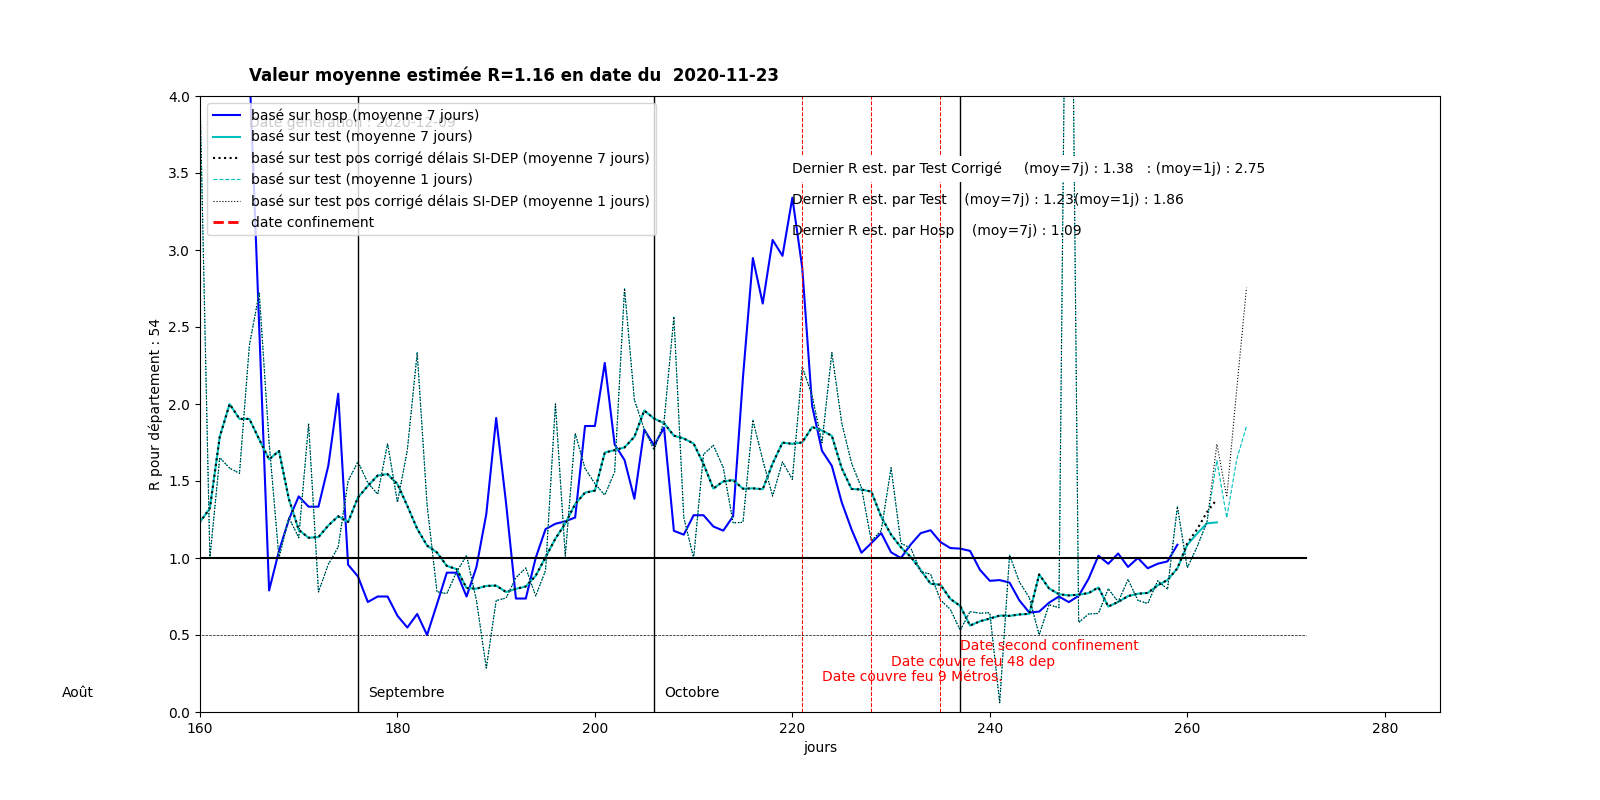 Valeur moyenne estimée R=1.16 en date du  2020-11-23
basé sur hosp (moyenne 7 jours)
Date génération : 2020-12-09
basé sur test (moyenne 7 jours)
basé sur test pos corrigé délais SI-DEP (moyenne 7 jours)
basé sur test (moyenne 1 jours)
basé sur test pos corrigé délais SI-DEP (moyenne 1 jours)
date confinement
Dernier R est. par Test Corrigé     (moy=7j) : 1.38   : (moy=1j) : 2.75
Dernier R est. par Test    (moy=7j) : 1.23(moy=1j) : 1.86
Dernier R est. par Hosp    (moy=7j) : 1.09
4.0
3.5
3.0
2.5
2.0
1.5
1.0
0.5
0.0
R pour département : 54
Date second confinement
Date couvre feu 48 dep
Date couvre feu 9 Métros
Août
Septembre
Octobre
160 180 200 220 240 260 280
jours